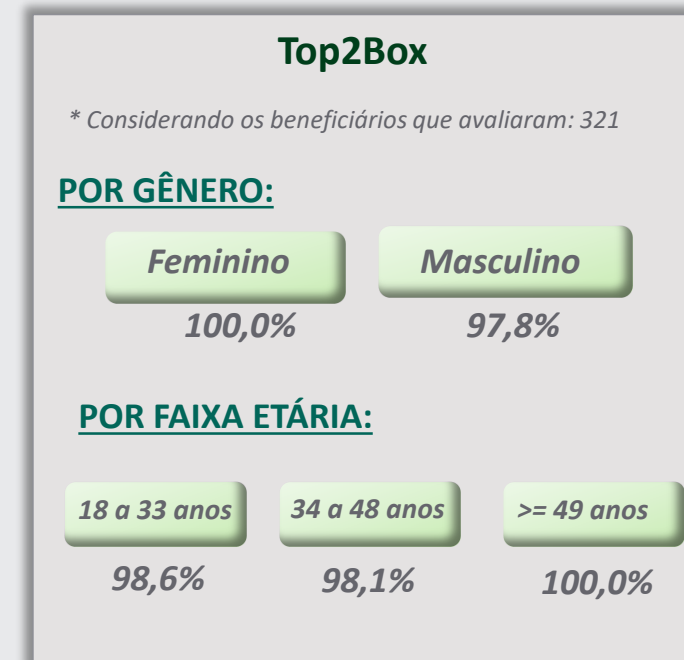 Top2Box
* Considerando os beneficiários que avaliaram: 321
POR GÊNERO:
Feminino Masculino
100,0% 97,8%
POR FAIXA ETÁRIA:
18 a 33 anos 34 a 48 anos >= 49 anos
98,6% 98,1% 100,0%